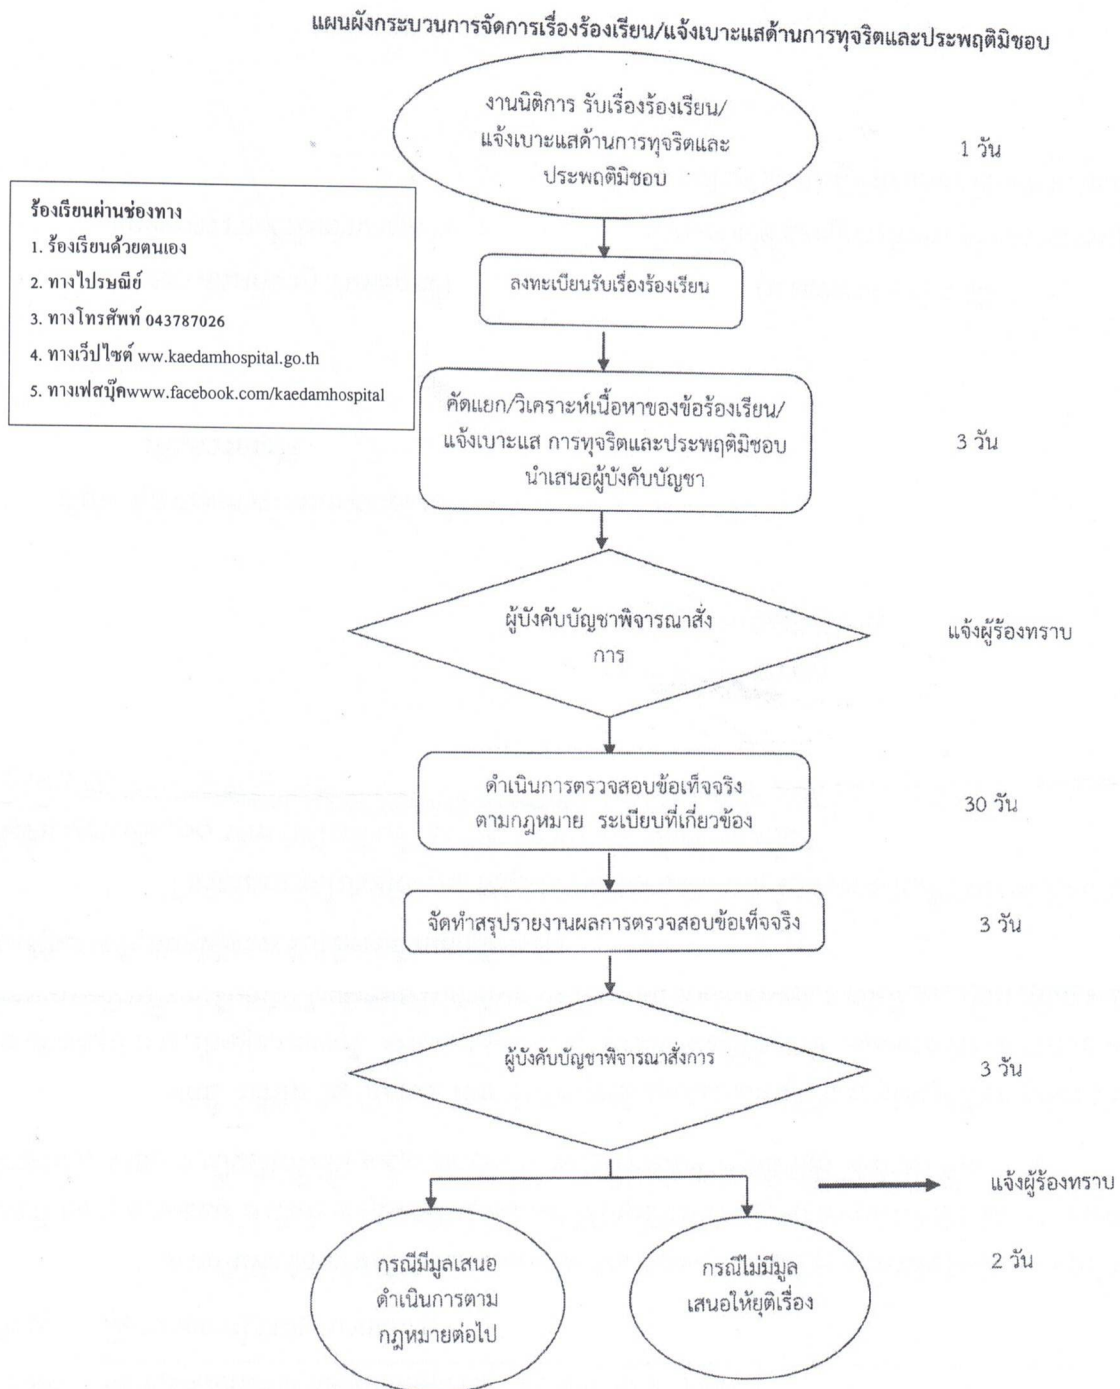 แผนผังกระบวนการจัดการเรื่องร้องเรียน/แจ้งเบาะแสด้านการทุจริตและประพฤติมิชอบ
งานนิติการ รับเรื่องร้องเรียน/
แจ้งเบาะแสด้านการทุจริตและ
ประพฤติมิชอบ
1 วัน
ร้องเรียนผ่านช่องทาง
1. ร้องเรียนด้วยตนเอง
2. ทางไปรษณีย์
3. ทางโทรศัพท์ 043787026
4. ทางเว็ปไซต์ ww.kaedamhospital.go.th
5. ทางเฟสบุ๊คwww.facebook.com/kaedamhospital
ลงทะเบียนรับเรื่องร้องเรียน
คัดแยก/วิเคราะห์เนื้อหาของข้อร้องเรียน/
แจ้งเบาะแส การทุจริตและประพฤติมิชอบ
นำเสนอผู้บังคับบัญชา
3 วัน
ผู้บังคับบัญชาพิจารณาสั่ง
การ
แจ้งผู้ร้องทราบ
ดำเนินการตรวจสอบข้อเท็จจริง
ตามกฎหมาย ระเบียบที่เกี่ยวข้อง
30 วัน
จัดทำสรุปรายงานผลการตรวจสอบข้อเท็จจริง
3 วัน
ผู้บังคับบัญชาพิจารณาสั่งการ
3 วัน
แจ้งผู้ร้องทราบ
กรณีมีมูลเสนอ
ดำเนินการตาม
กฎหมายต่อไป
กรณีไม่มีมูล
เสนอให้ยุติเรื่อง
2 วัน